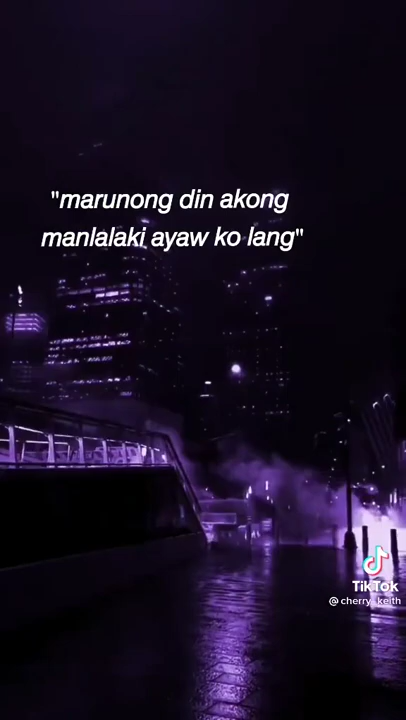 "marunong din akong
manlalaki ayaw ko lang"
TikTok
@cherry_keith